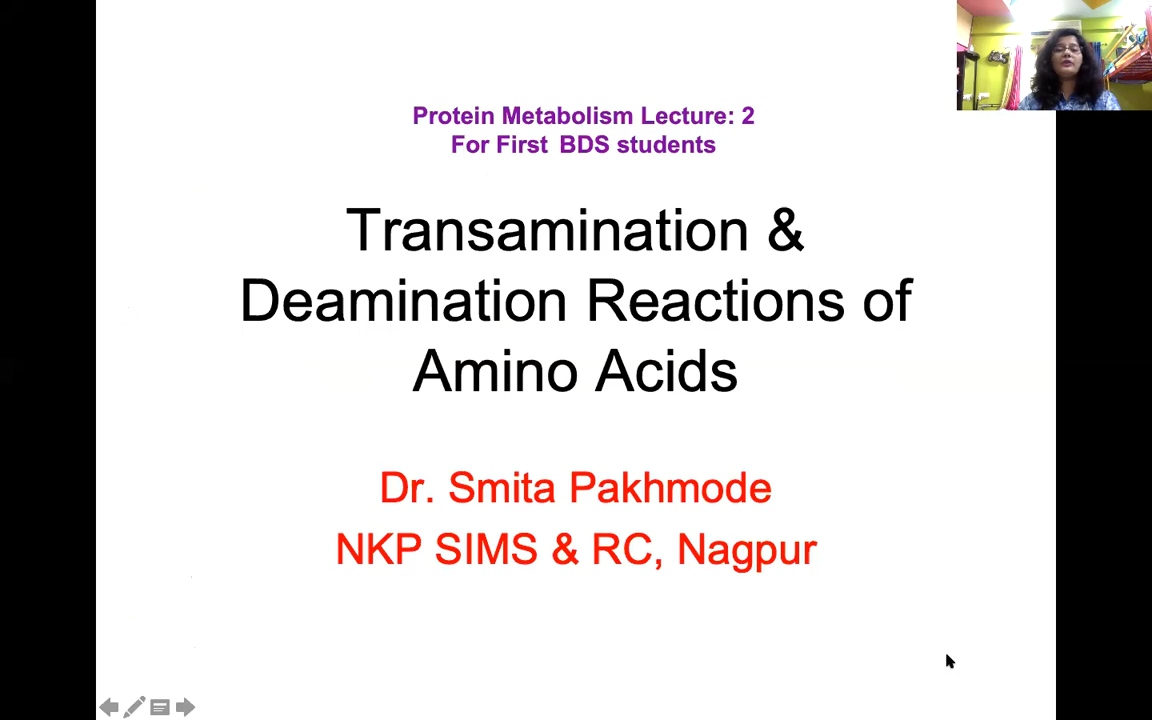 Protein Metabolism Lecture: 2
For First BDS students
Transamination &
Deamination Reactions of
Amino Acids
Dr. Smita Pakhmode
NKP SIMS & RC, Nagpur